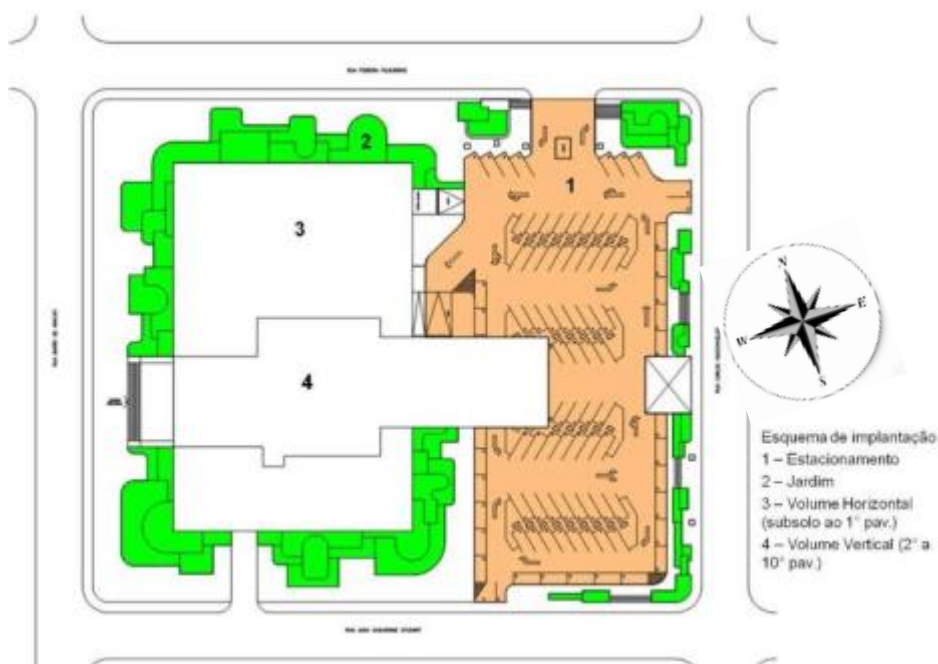 2
1
3
4
N
E
W
S
Esquema de implantação
1 – Estacionamento
2 – Jardim
3 – Volume Horizontal
(subsolo ao 1° pav.)
4 – Volume Vertical (2° a
10° pav.)